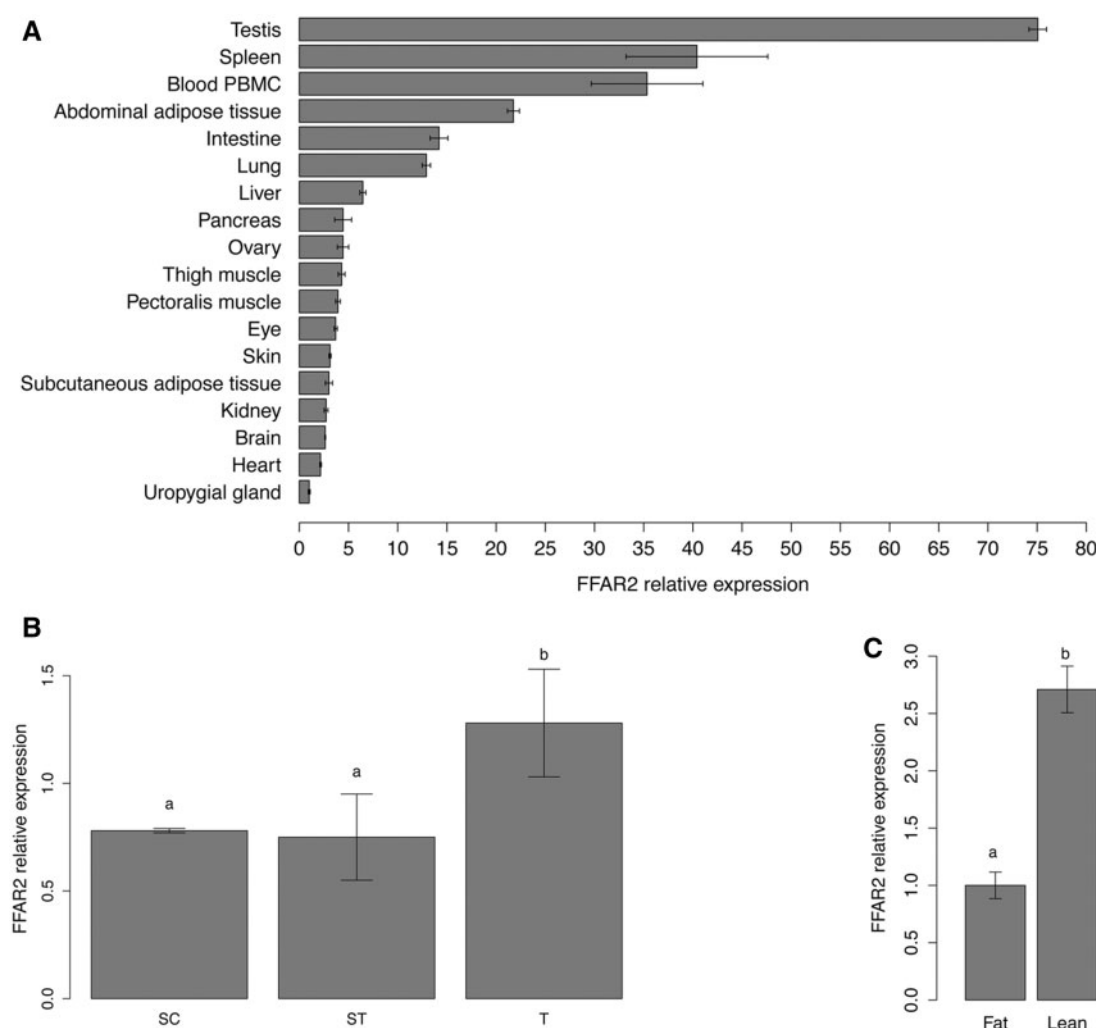 A
Testis
Spleen
Blood PBMC
Abdominal adipose tissue
Intestine
Lung
Liver
Pancreas
Ovary
Thigh muscle
Pectoralis muscle
Eye
Skin
Subcutaneous adipose tissue
Kidney
Brain
Heart
Uropygial gland
0 5 10 15 20 25 30 35 40 45 50 55 60 65 70 75 80
FFAR2 relative expression
B
FFAR2 relative expression
0.0 0.5 1.0 1.5
a
a
b
SC ST T
C
FFAR2 relative expression
0.0 0.5 1.0 1.5 2.0 2.5 3.0
a
b
Fat Lean